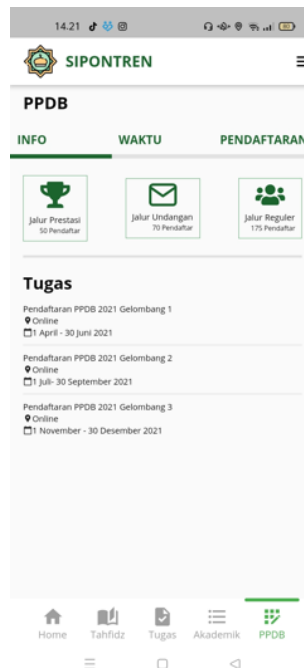 14.21
SIPONTREN
PPDB
INFO WAKTU PENDAFTARAN
Jalur Prestasi
50 Pendaftar
Jalur Undangan
70 Pendaftar
Jalur Reguler
175 Pendaftar
Tugas
Pendaftaran PPDB 2021 Gelombang 1
Online
1 April - 30 Juni 2021
Pendaftaran PPDB 2021 Gelombang 2
Online
1 Juli- 30 September 2021
Pendaftaran PPDB 2021 Gelombang 3
Online
1 November - 30 Desember 2021
Home Tahfidz Tugas Akademik PPDB